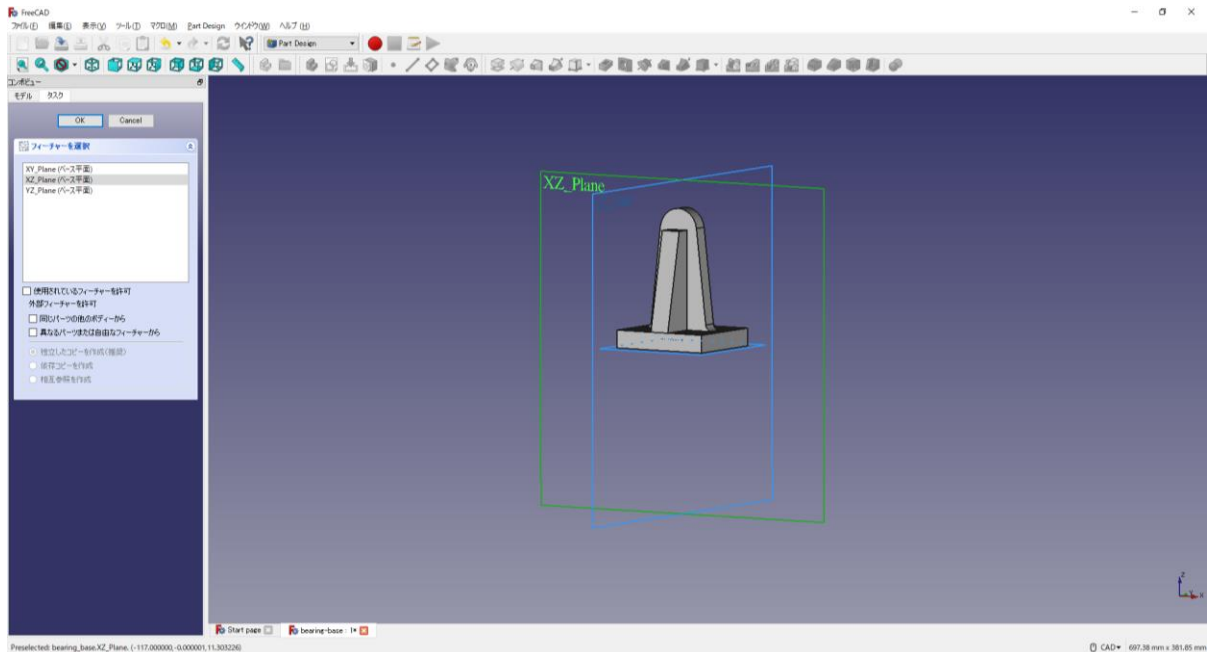 FreeCAD
ファイル(F) 編集(E) 表示(V) ツール(T) マクロ(M) Part Design ウインドウ(W) ヘルプ(H)
Part Design
コンボビュー
モデル タスク
OK Cancel
フィーチャーを選択
XY_Plane (ベース平面)
XZ_Plane (ベース平面)
YZ_Plane (ベース平面)
使用されているフィーチャーを許可
外部フィーチャーを許可
同じパーツの他のボディーから
異なるパーツまたは自由なフィーチャーから
独立したコピーを作成(推奨)
依存コピーを作成
相互参照を作成
XZ_Plane
Z
X
Start page
bearing-base : 1*
Preselected: bearing_base.XZ_Plane. (-117.000000,-0.000001,11.303226)
CAD
697.38 mm x 381.85 mm